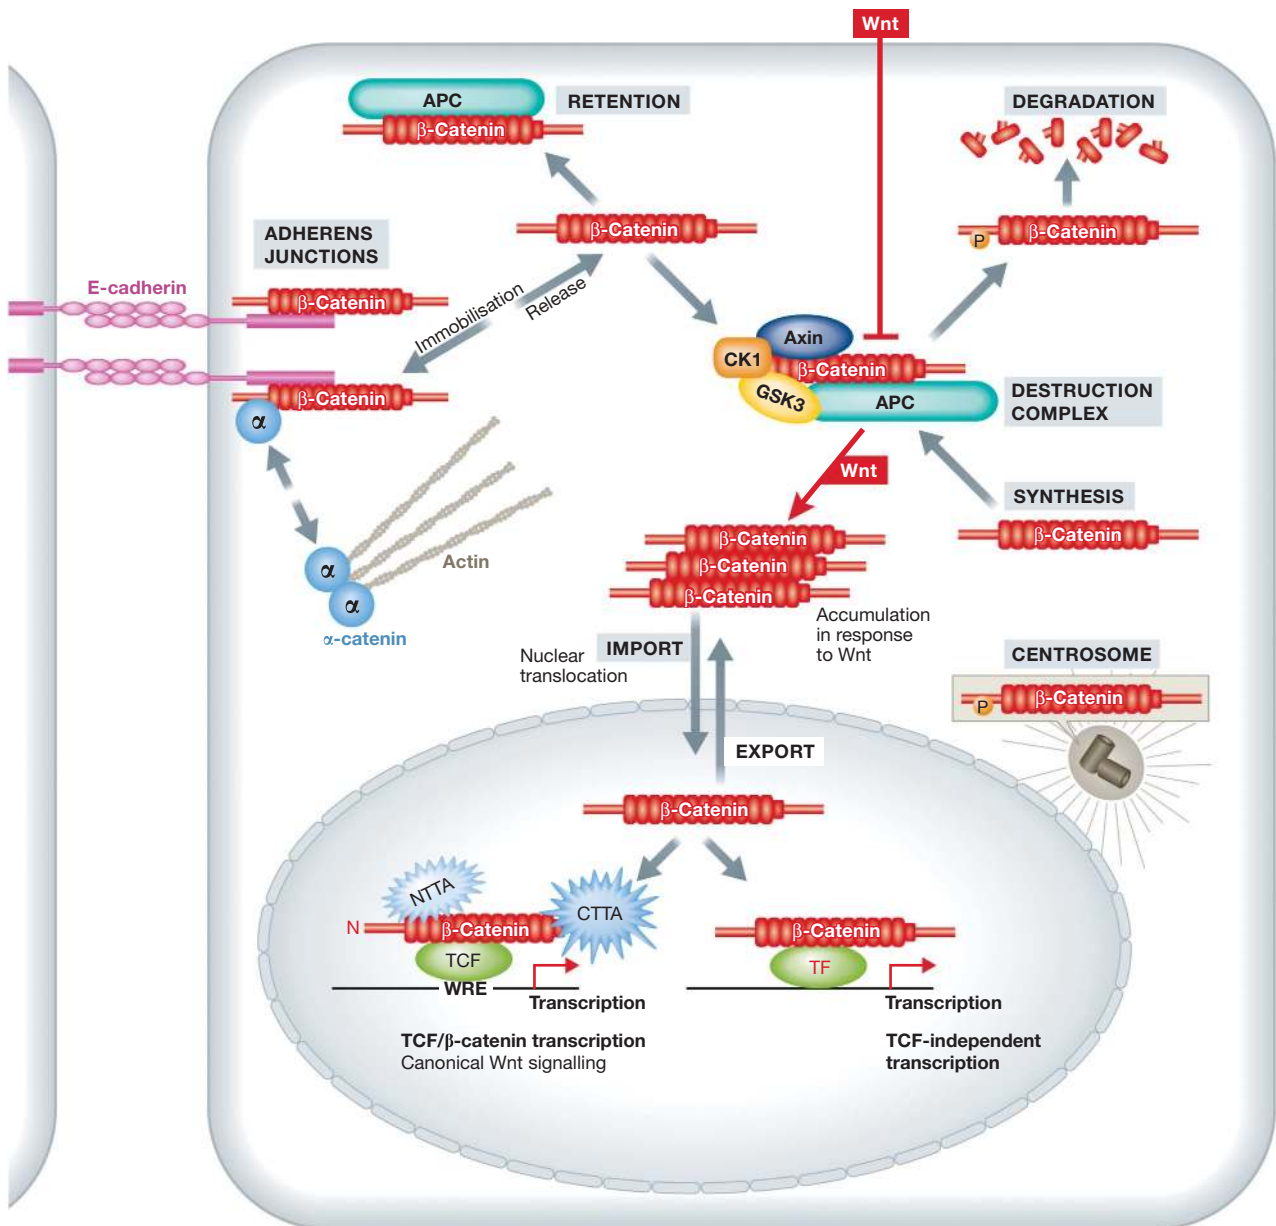 Wnt
APC
β-Catenin
RETENTION
DEGRADATION
β-Catenin
P
β-Catenin
ADHERENS
JUNCTIONS
E-cadherin
β-Catenin
Immobilisation
Release
β-Catenin
α
Axin
CK1
β-Catenin
GSK3
APC
DESTRUCTION
COMPLEX
Wnt
SYNTHESIS
β-Catenin
Actin
α
α
α-catenin
β-Catenin
β-Catenin
β-Catenin
Accumulation
in response
to Wnt
Nuclear
translocation
IMPORT
EXPORT
CENTROSOME
P
β-Catenin
β-Catenin
NTTA
CTTA
N
β-Catenin
TCF
WRE
Transcription
TCF/β-catenin transcription
Canonical Wnt signalling
β-Catenin
TF
Transcription
TCF-independent
transcription